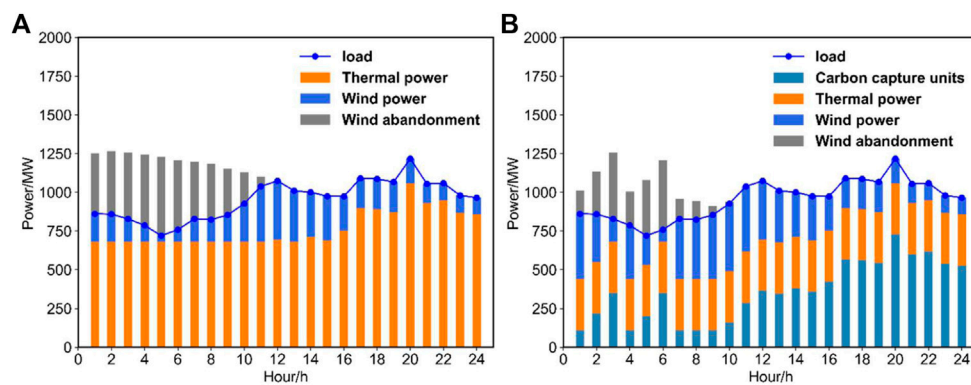 A
Power/MW
2000
1750
1500
1250
1000
750
500
250
0
load
Thermal power
Wind power
Wind abandonment
0 2 4 6 8 10 12 14 16 18 20 22 24
Hour/h
B
Power/MW
2000
1750
1500
1250
1000
750
500
250
0
load
Carbon capture units
Thermal power
Wind power
Wind abandonment
0 2 4 6 8 10 12 14 16 18 20 22 24
Hour/h